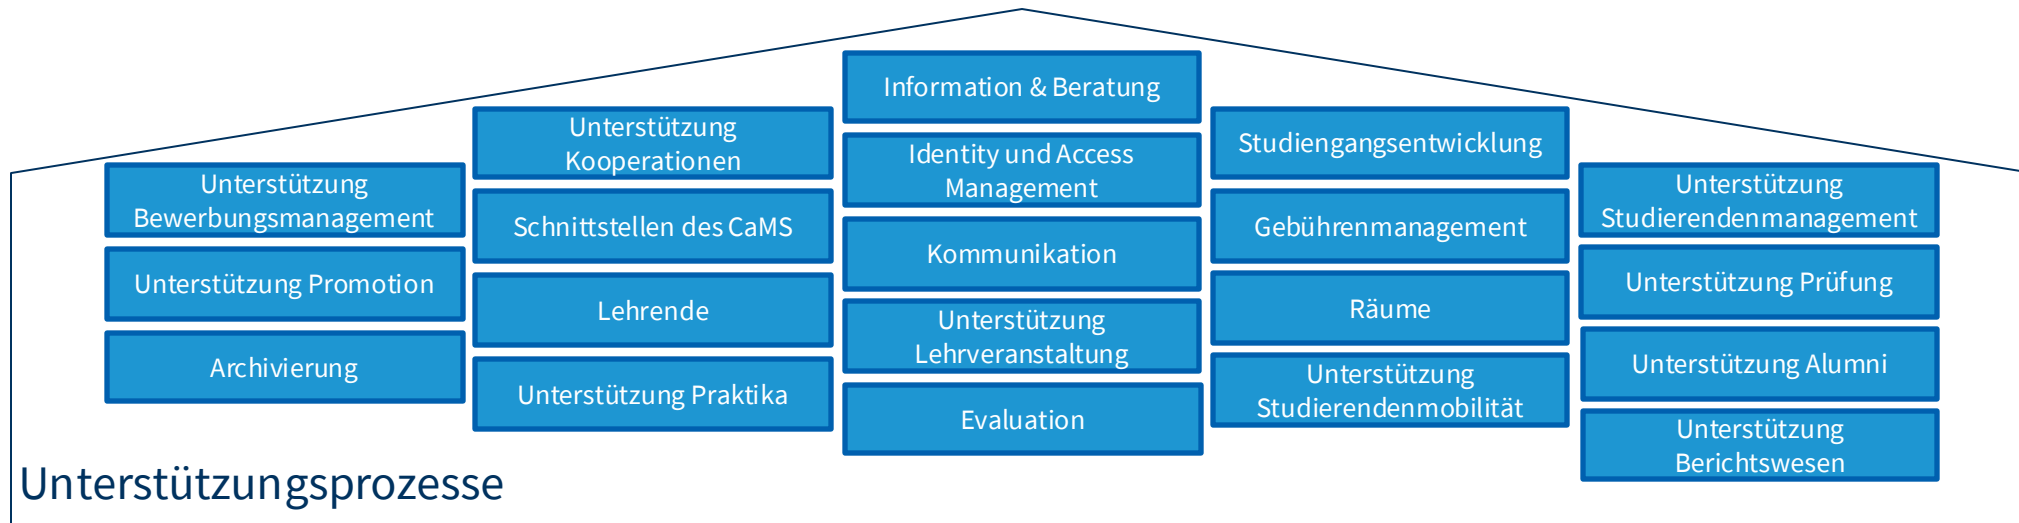 Unterstützung
Bewerbungsmanagement
Unterstützung Promotion
Archivierung
Unterstützung
Kooperationen
Schnittstellen des CaMS
Lehrende
Unterstützung Praktika
Information & Beratung
Identity und Access
Management
Kommunikation
Unterstützung
Lehrveranstaltung
Evaluation
Studiengangsentwicklung
Gebührenmanagement
Räume
Unterstützung
Studierendenmobilität
Unterstützung
Studierendenmanagement
Unterstützung Prüfung
Unterstützung Alumni
Unterstützung
Berichtswesen
Unterstützungsprozesse